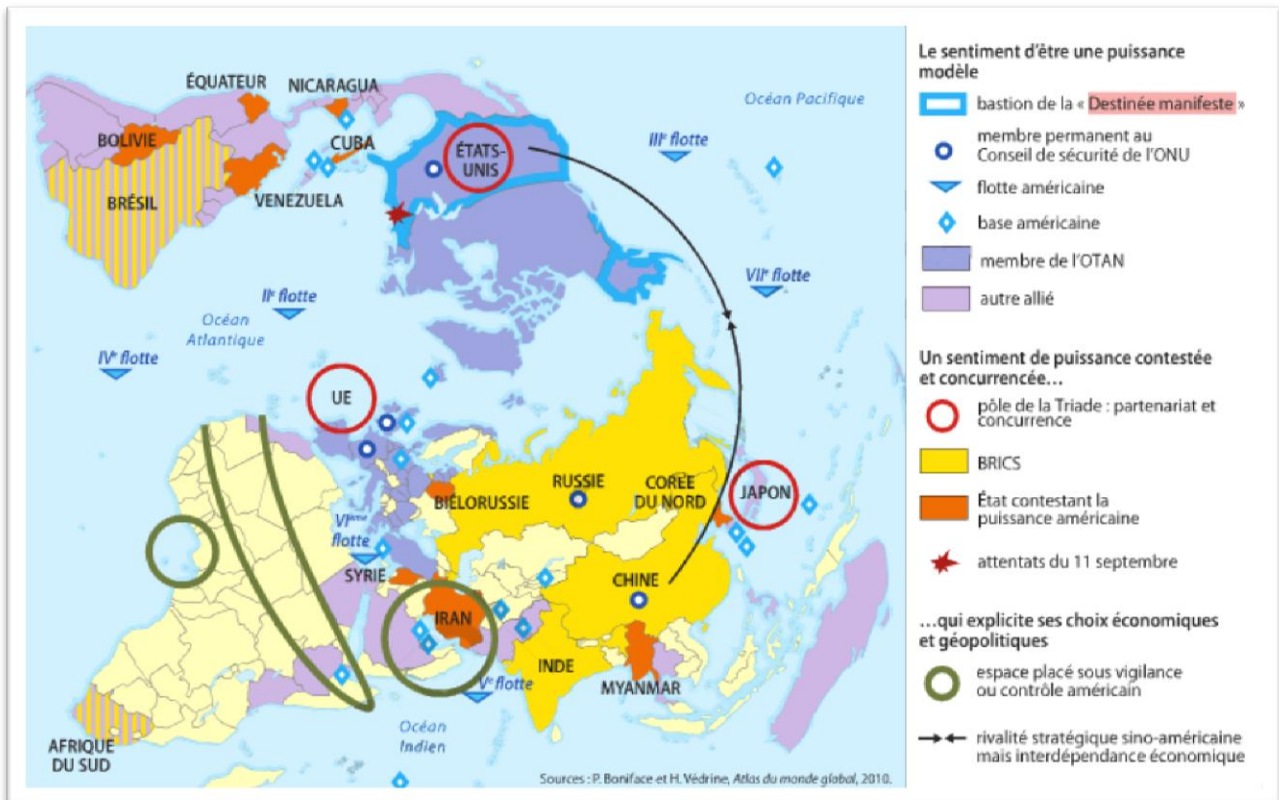 ÉQUATEUR
NICARAGUA
Océan Pacifique
BOLIVIE
CUBA
ÉTATS-
UNIS
IIIe flotte
BRÉSIL
VENEZUELA
IIe flotte
VIIe flotte
Océan
Atlantique
IVe flotte
UE
BIÉLORUSSIE
RUSSIE
CORÉE
DU NORD
JAPON
VIème
flotte
SYRIE
CHINE
IRAN
INDE
MYANMAR
Ve flotte
Océan
Indien
AFRIQUE
DU SUD
Sources : P. Boniface et H. Védrine, Atlas du monde global, 2010.
Le sentiment d'être une puissance
modèle
bastion de la « Destinée manifeste »
membre permanent au
Conseil de sécurité de l'ONU
flotte américaine
base américaine
membre de l'OTAN
autre allié
Un sentiment de puissance contestée
et concurrencée…
pôle de la Triade : partenariat et
concurrence
BRICS
État contestant la
puissance américaine
attentats du 11 septembre
…qui explicite ses choix économiques
et géopolitiques
espace placé sous vigilance
ou contrôle américain
rivalité stratégique sino-américaine
mais interdépendance économique